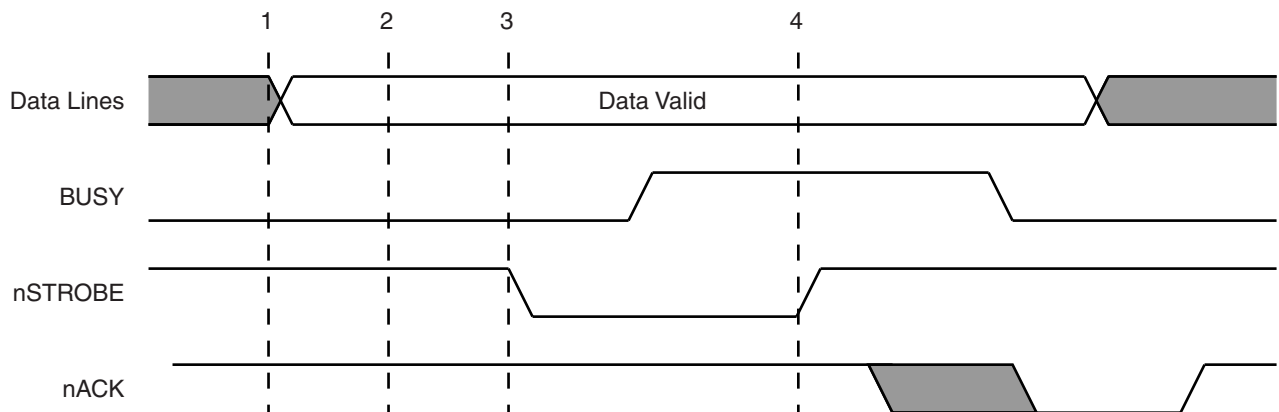 1 2 3 4
Data Lines Data Valid
BUSY
nSTROBE
nACK